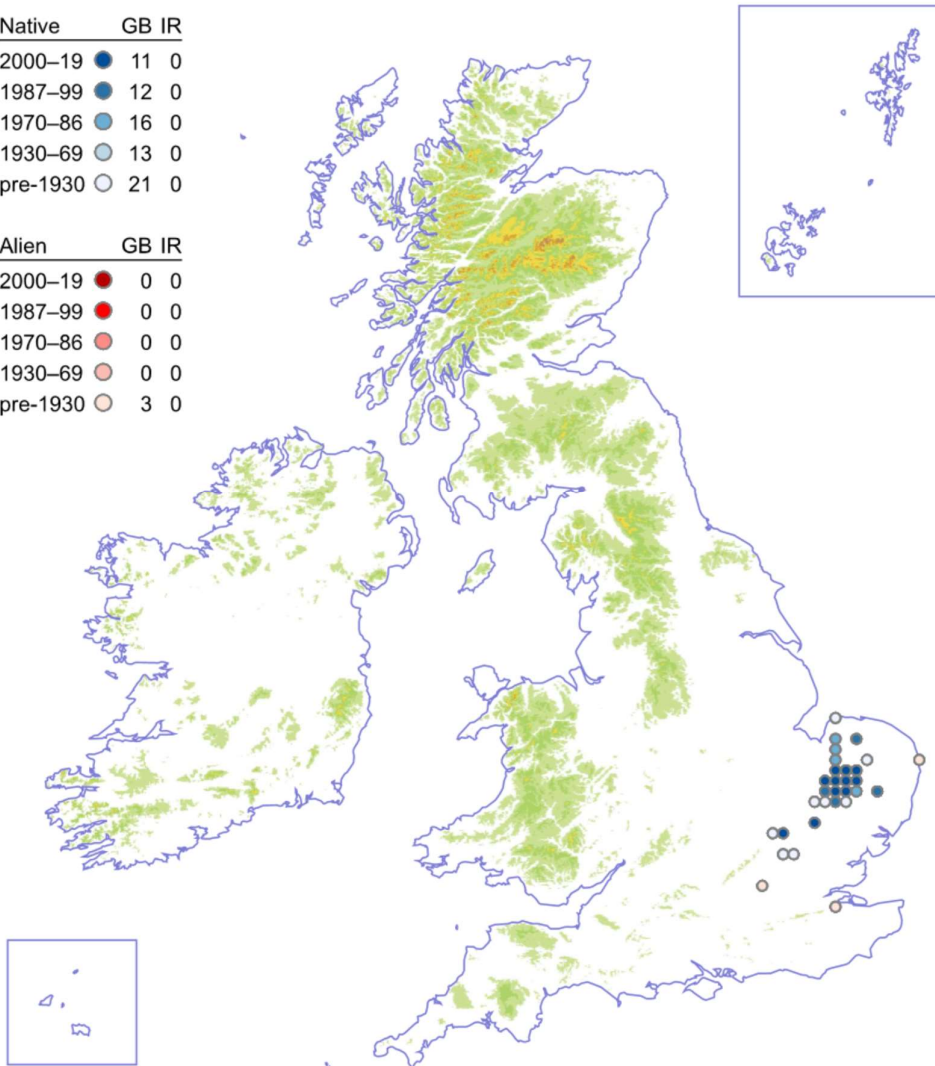 Native GB IR
2000–19 11 0
1987–99 12 0
1970–86 16 0
1930–69 13 0
pre-1930 21 0
Alien GB IR
2000–19 0 0
1987–99 0 0
1970–86 0 0
1930–69 0 0
pre-1930 3 0